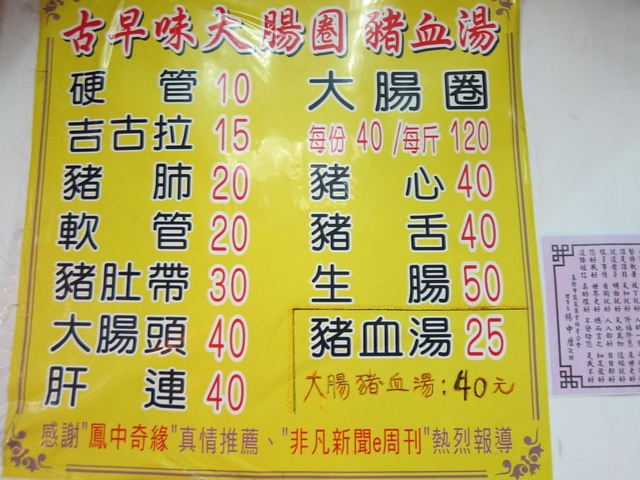 古早味大腸圈 豬血湯
硬管 10
吉古拉 15
豬肺 20
軟管 20
豬肚帶 30
大腸頭 40
肝連 40
大腸圈
每份 40 /每斤 120
豬心 40
豬舌 40
生腸 50
豬血湯 25
大腸豬血湯:40元
感謝"鳳中奇緣"真情推薦、"非凡新聞e周刊"熱烈報導